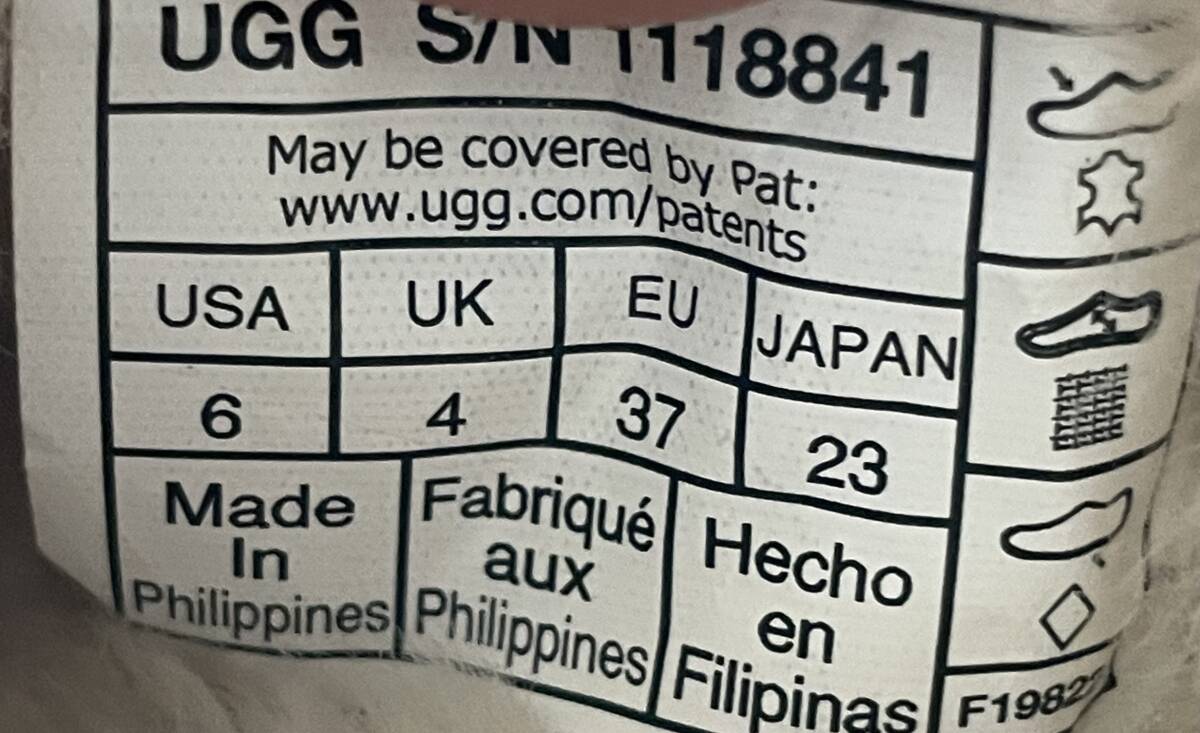 UGG S/N 1118841
May be covered by Pat:
www.ugg.com/patents
USA UK EU JAPAN
6 4 37 23
Made
In
Philippines
Fabriqué
aux
Philippines
Hecho
en
Filipinas